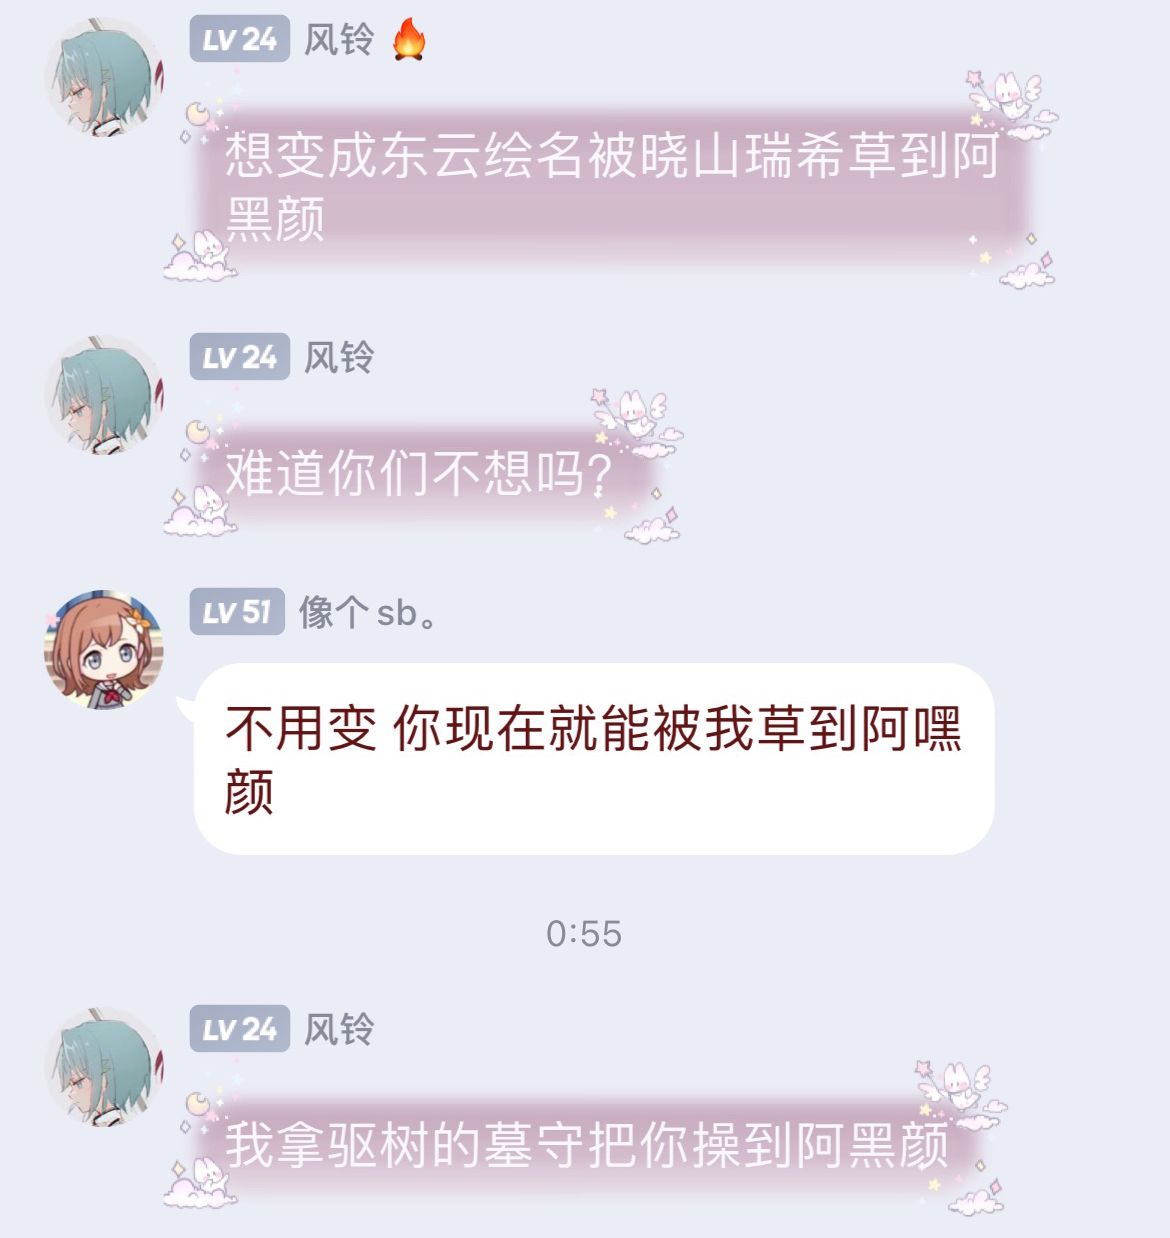 LV 24 风铃 🔥
想变成东云绘名被晓山瑞希草到阿
黑颜
LV 24 风铃
难道你们不想吗?
LV 51 像个sb。
不用变 你现在就能被我草到阿嘿
颜
0:55
LV 24 风铃
我拿驱树的墓守把你操到阿黑颜